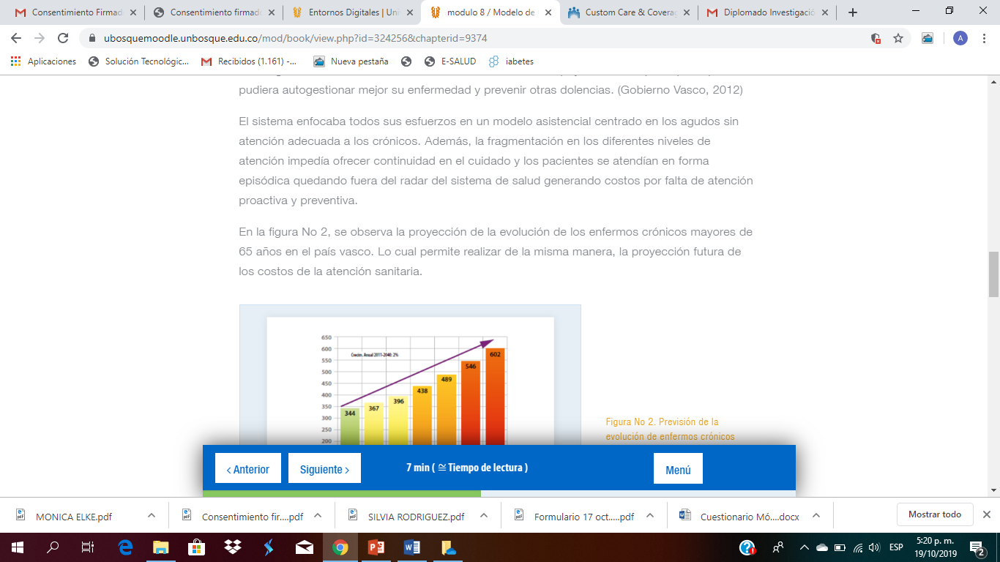 Consentimiento Firmad
Consentimiento firmado
Entornos Digitales | Uni
modulo 8 / Modelo de
Custom Care & Coverag
Diplomado Investigació
ubosquemoodle.unbosque.edu.co/mod/book/view.php?id=324256&chapterid=9374
A
Aplicaciones
Solución Tecnológic...
Recibidos (1.161) -...
Nueva pestaña
E-SALUD
iabetes
pudiera autogestionar mejor su enfermedad y prevenir otras dolencias. (Gobierno Vasco, 2012)
El sistema enfocaba todos sus esfuerzos en un modelo asistencial centrado en los agudos sin
atención adecuada a los crónicos. Además, la fragmentación en los diferentes niveles de
atención impedía ofrecer continuidad en el cuidado y los pacientes se atendían en forma
episódica quedando fuera del radar del sistema de salud generando costos por falta de atención
proactiva y preventiva.
En la figura No 2, se observa la proyección de la evolución de los enfermos crónicos mayores de
65 años en el país vasco. Lo cual permite realizar de la misma manera, la proyección futura de
los costos de la atención sanitaria.
650
600
550
500
450
400
350
300
250
200
Crecim. Anual 2011-2040: 2%
344
367
396
438
489
546
602
Figura No 2. Previsión de la
evolución de enfermos crónicos
< Anterior
Siguiente >
7 min ( ≅ Tiempo de lectura )
Menú
MONICA ELKE.pdf
Consentimiento fir....pdf
SILVIA RODRIGUEZ.pdf
Formulario 17 oct.....pdf
Cuestionario Mó....docx
Mostrar todo
ESP
5:20 p. m.
19/10/2019
2